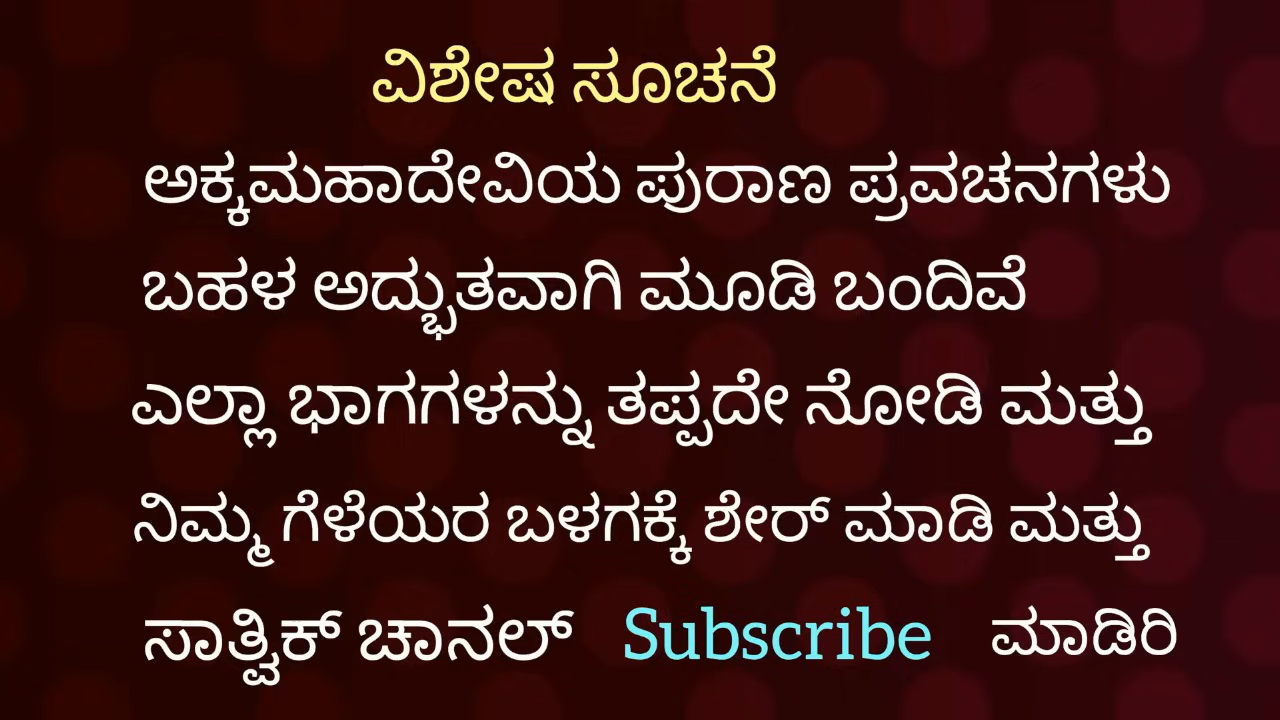 ವಿಶೇಷ ಸೂಚನೆ
ಅಕ್ಕಮಹಾದೇವಿಯ ಪುರಾಣ ಪ್ರವಚನಗಳು
ಬಹಳ ಅದ್ಭುತವಾಗಿ ಮೂಡಿ ಬಂದಿವೆ
ಎಲ್ಲಾ ಭಾಗಗಳನ್ನು ತಪ್ಪದೇ ನೋಡಿ ಮತ್ತು
ನಿಮ್ಮ ಗೆಳೆಯರ ಬಳಗಕ್ಕೆ ಶೇರ್ ಮಾಡಿ ಮತ್ತು
ಸಾತ್ವಿಕ್ ಚಾನಲ್ Subscribe ಮಾಡಿರಿ